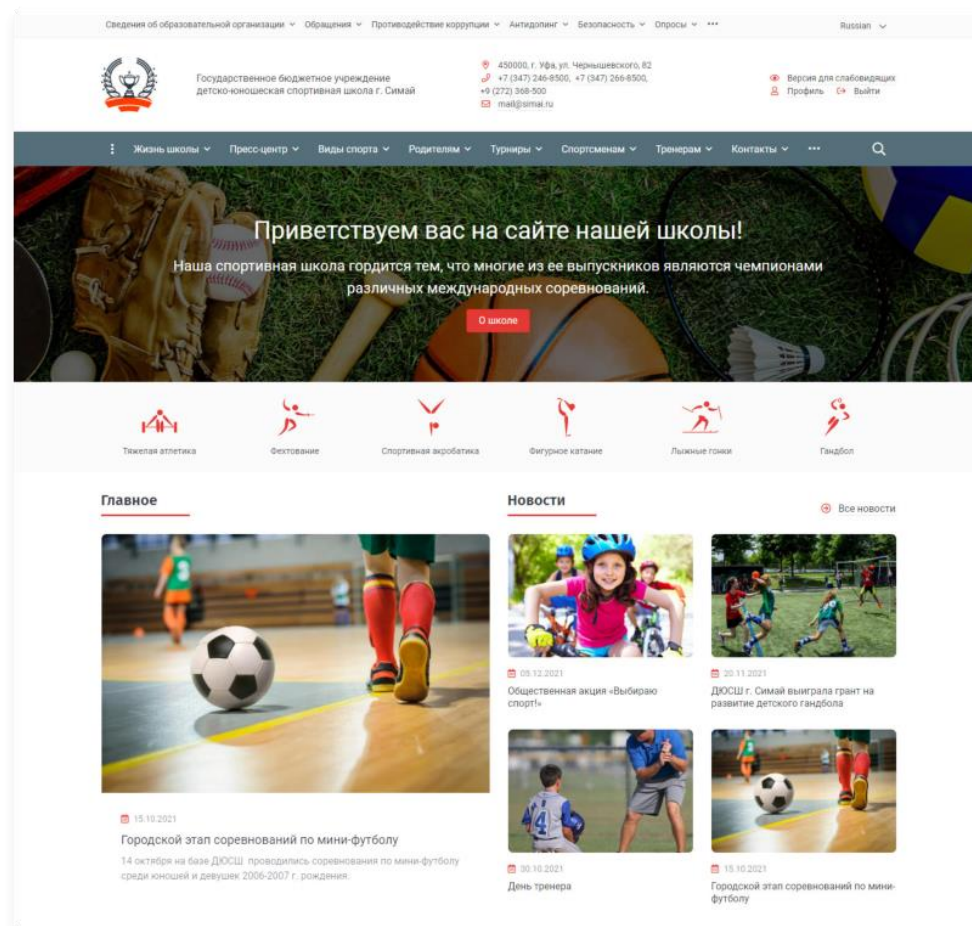 Сведения об образовательной организации Обращения Противодействие коррупции Антидопинг Безопасность Опросы ••• Russian
Государственное бюджетное учреждение
детско-юношеская спортивная школа г. Симай
450000, г. Уфа, ул. Чернышевского, 82
+7 (347) 246-8500, +7 (347) 266-8500,
+9 (272) 368-500
mail@simai.ru
Версия для слабовидящих
Профиль Выйти
Жизнь школы Пресс-центр Виды спорта Родителям Турниры Спортсменам Тренерам Контакты •••
Приветствуем вас на сайте нашей школы!
Наша спортивная школа гордится тем, что многие из ее выпускников являются чемпионами
различных международных соревнований.
О школе
Тяжелая атлетика Фехтование Спортивная акробатика Фигурное катание Лыжные гонки Гандбол
Главное
15.10.2021
Городской этап соревнований по мини-футболу
14 октября на базе ДЮСШ проводились соревнования по мини-футболу
среди юношей и девушек 2006-2007 г. рождения.
Новости
Все новости
05.12.2021
Общественная акция «Выбираю
спорт!»
20.11.2021
ДЮСШ г. Симай выиграла грант на
развитие детского гандбола
4
30.10.2021
День тренера
15.10.2021
Городской этап соревнований по мини-
футболу